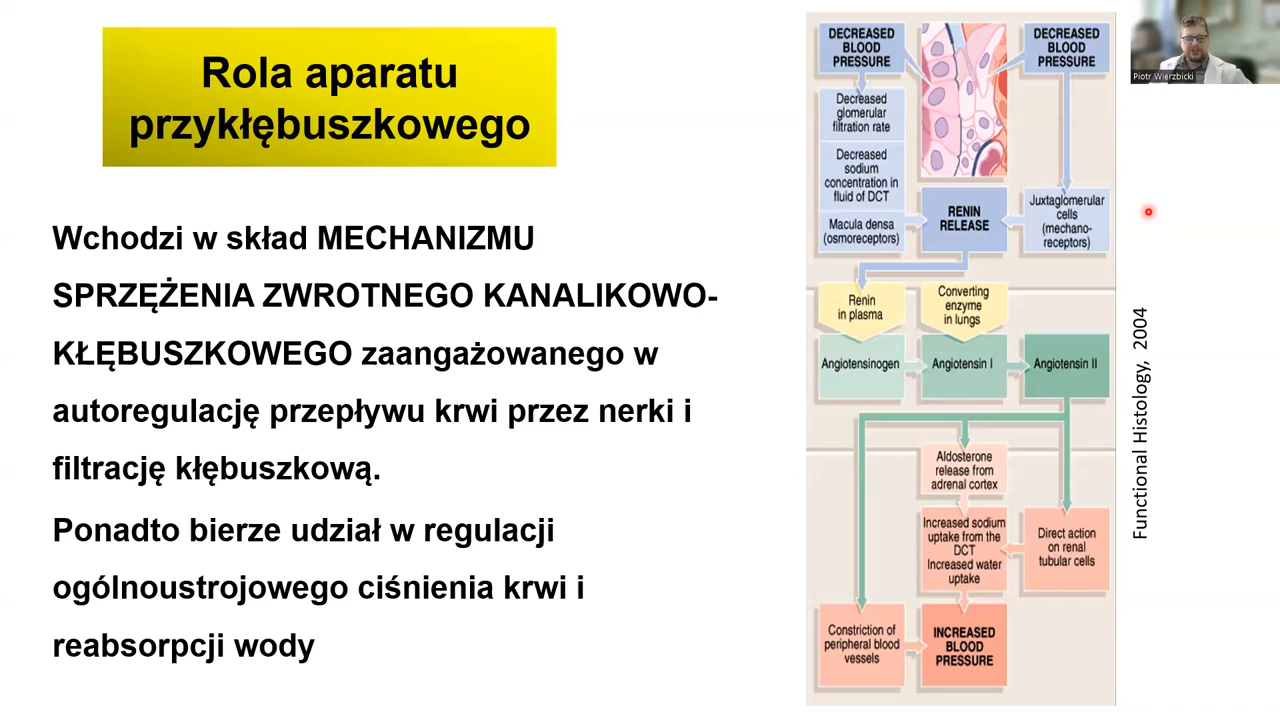 Rola aparatu
przykłębuszkowego
Wchodzi w skład MECHANIZMU
SPRZĘŻENIA ZWROTNEGO KANALIKOWO-
KŁĘBUSZKOWEGO zaangażowanego w
autoregulację przepływu krwi przez nerki i
filtrację kłębuszkową.
Ponadto bierze udział w regulacji
ogólnoustrojowego ciśnienia krwi i
reabsorpcji wody
DECREASED
BLOOD
PRESSURE
DECREASED
BLOOD
PRESSURE
Decreased
glomerular
filtration rate
Decreased
sodium
concentration in
fluid of DCT
Macula densa
(osmoreceptors)
RENIN
RELEASE
Juxtaglomerular
cells
(mechano-
receptors)
Renin
in plasma
Converting
enzyme
in lungs
Angiotensinogen
Angiotensin I
Angiotensin II
Aldosterone
release from
adrenal cortex
Increased sodium
uptake from the
DCT
Increased water
uptake
Direct action
on renal
tubular cells
Constriction of
peripheral blood
vessels
INCREASED
BLOOD
PRESSURE
Functional Histology, 2004
Piotr Wierzbicki